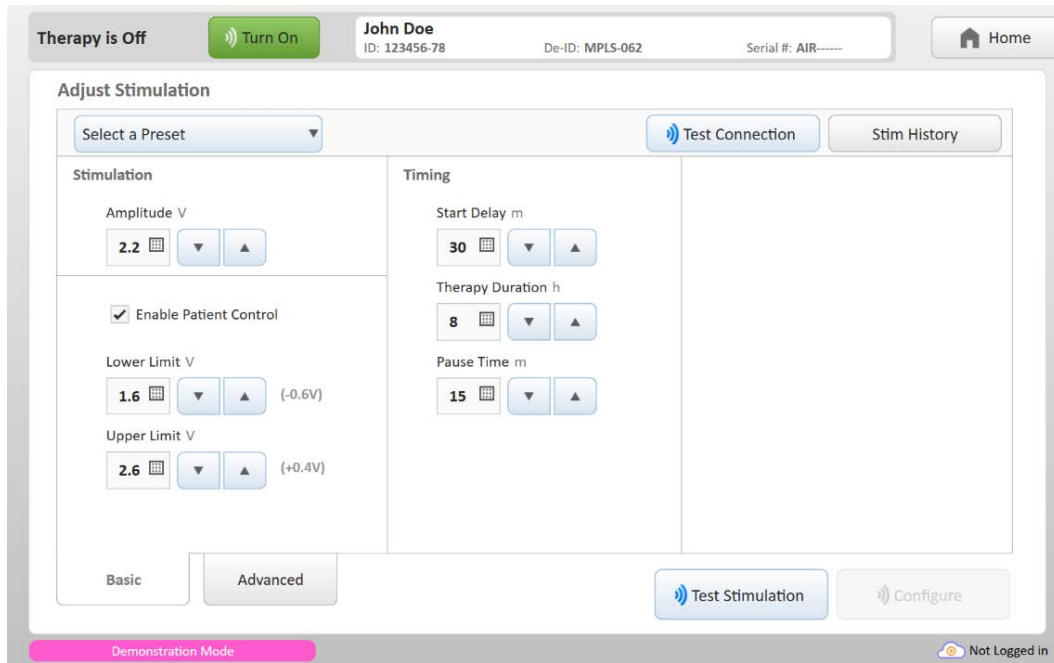 Therapy is Off
Turn On
John Doe
ID: 123456-78 De-ID: MPLS-062 Serial #: AIR------
Home
Adjust Stimulation
Select a Preset
Test Connection
Stim History
Stimulation
Timing
Amplitude V
Start Delay m
2.2
30
Therapy Duration h
Enable Patient Control
8
Lower Limit V
Pause Time m
1.6 (-0.6V)
15
Upper Limit V
2.6 (+0.4V)
Basic
Advanced
Test Stimulation
Configure
Demonstration Mode
Not Logged in